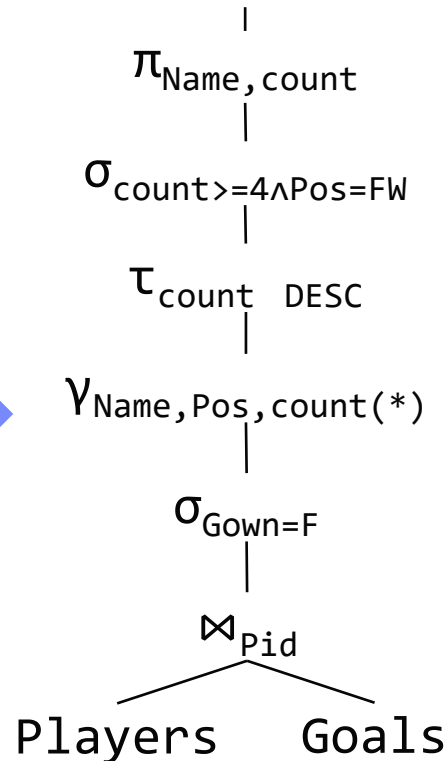 πName,count
σcount>=4∧Pos=FW
τcount DESC
γName,Pos,count(*)
σGown=F
⋈Pid
Players Goals